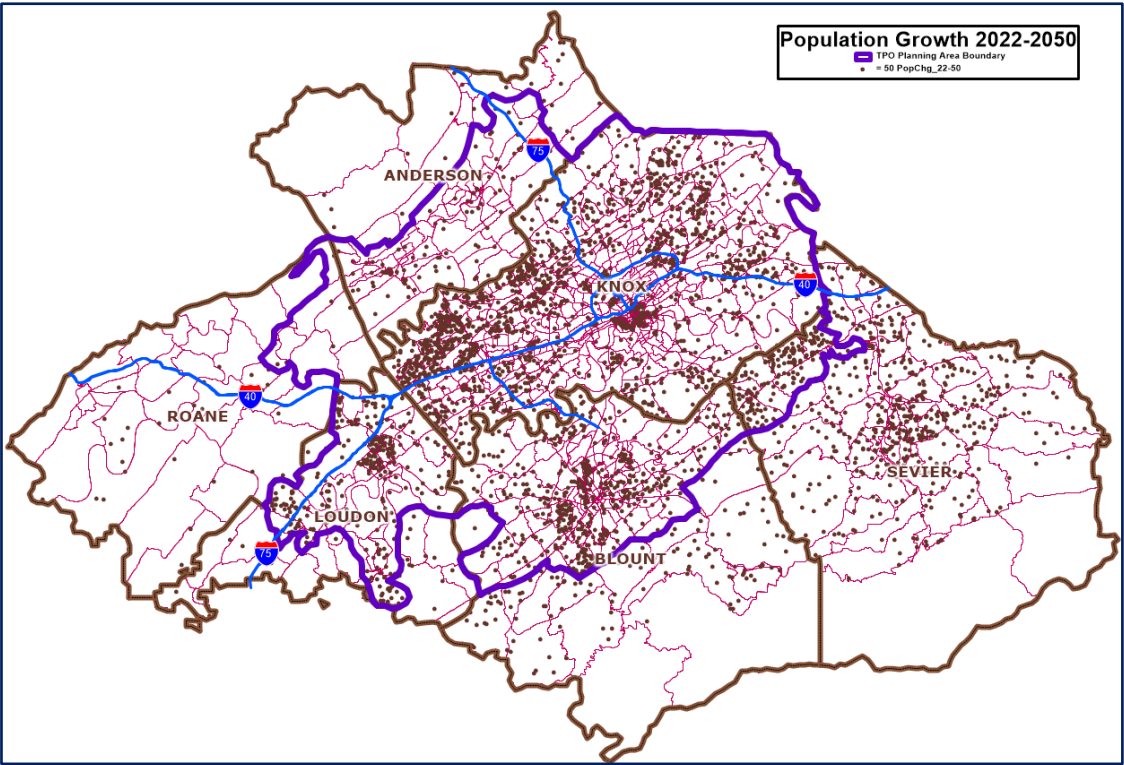 Population Growth 2022-2050
TPO Planning Area Boundary
= 50 PopChg_22-50
75
ANDERSON
KNOX
40
40
ROANE
SEVIER
LOUDON
75
BLOUNT